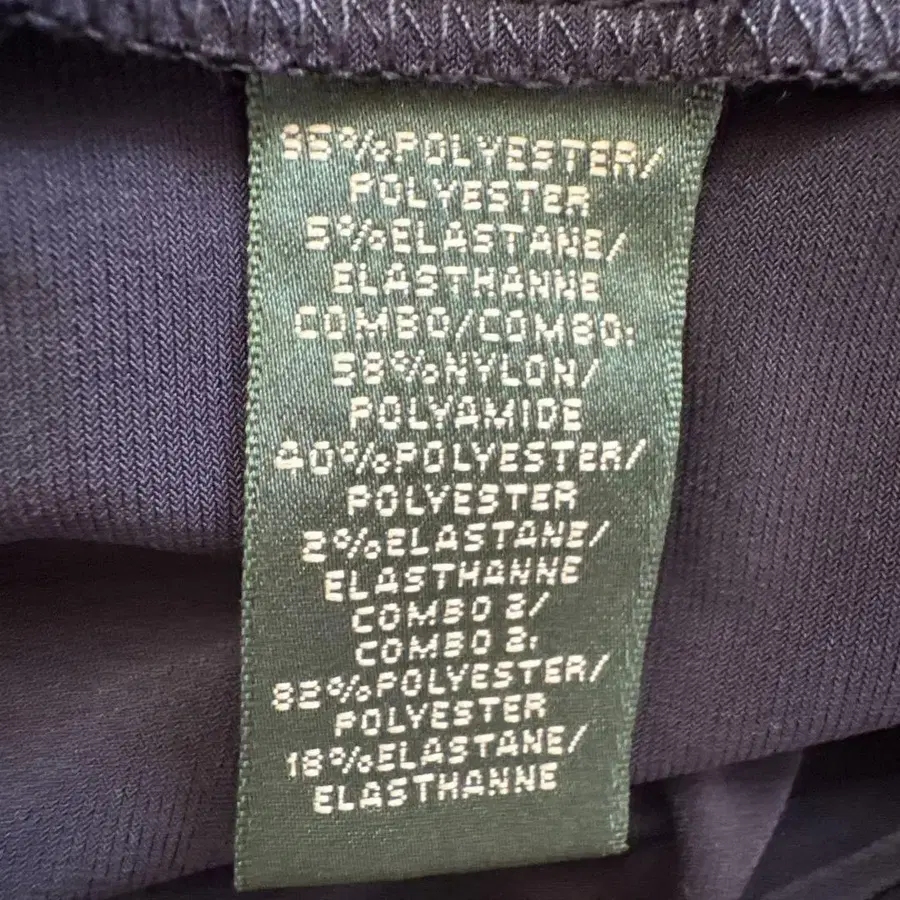 95%POLYESTER/
POLYESTER
5%ELASTANE/
ELASTHANNE
COMBO/COMBO:
58%NYLON/
POLYAMIDE
40%POLYESTER/
POLYESTER
2%ELASTANE/
ELASTHANNE
COMBO 2/
COMBO 2:
82%POLYESTER/
POLYESTER
18%ELASTANE/
ELASTHANNE